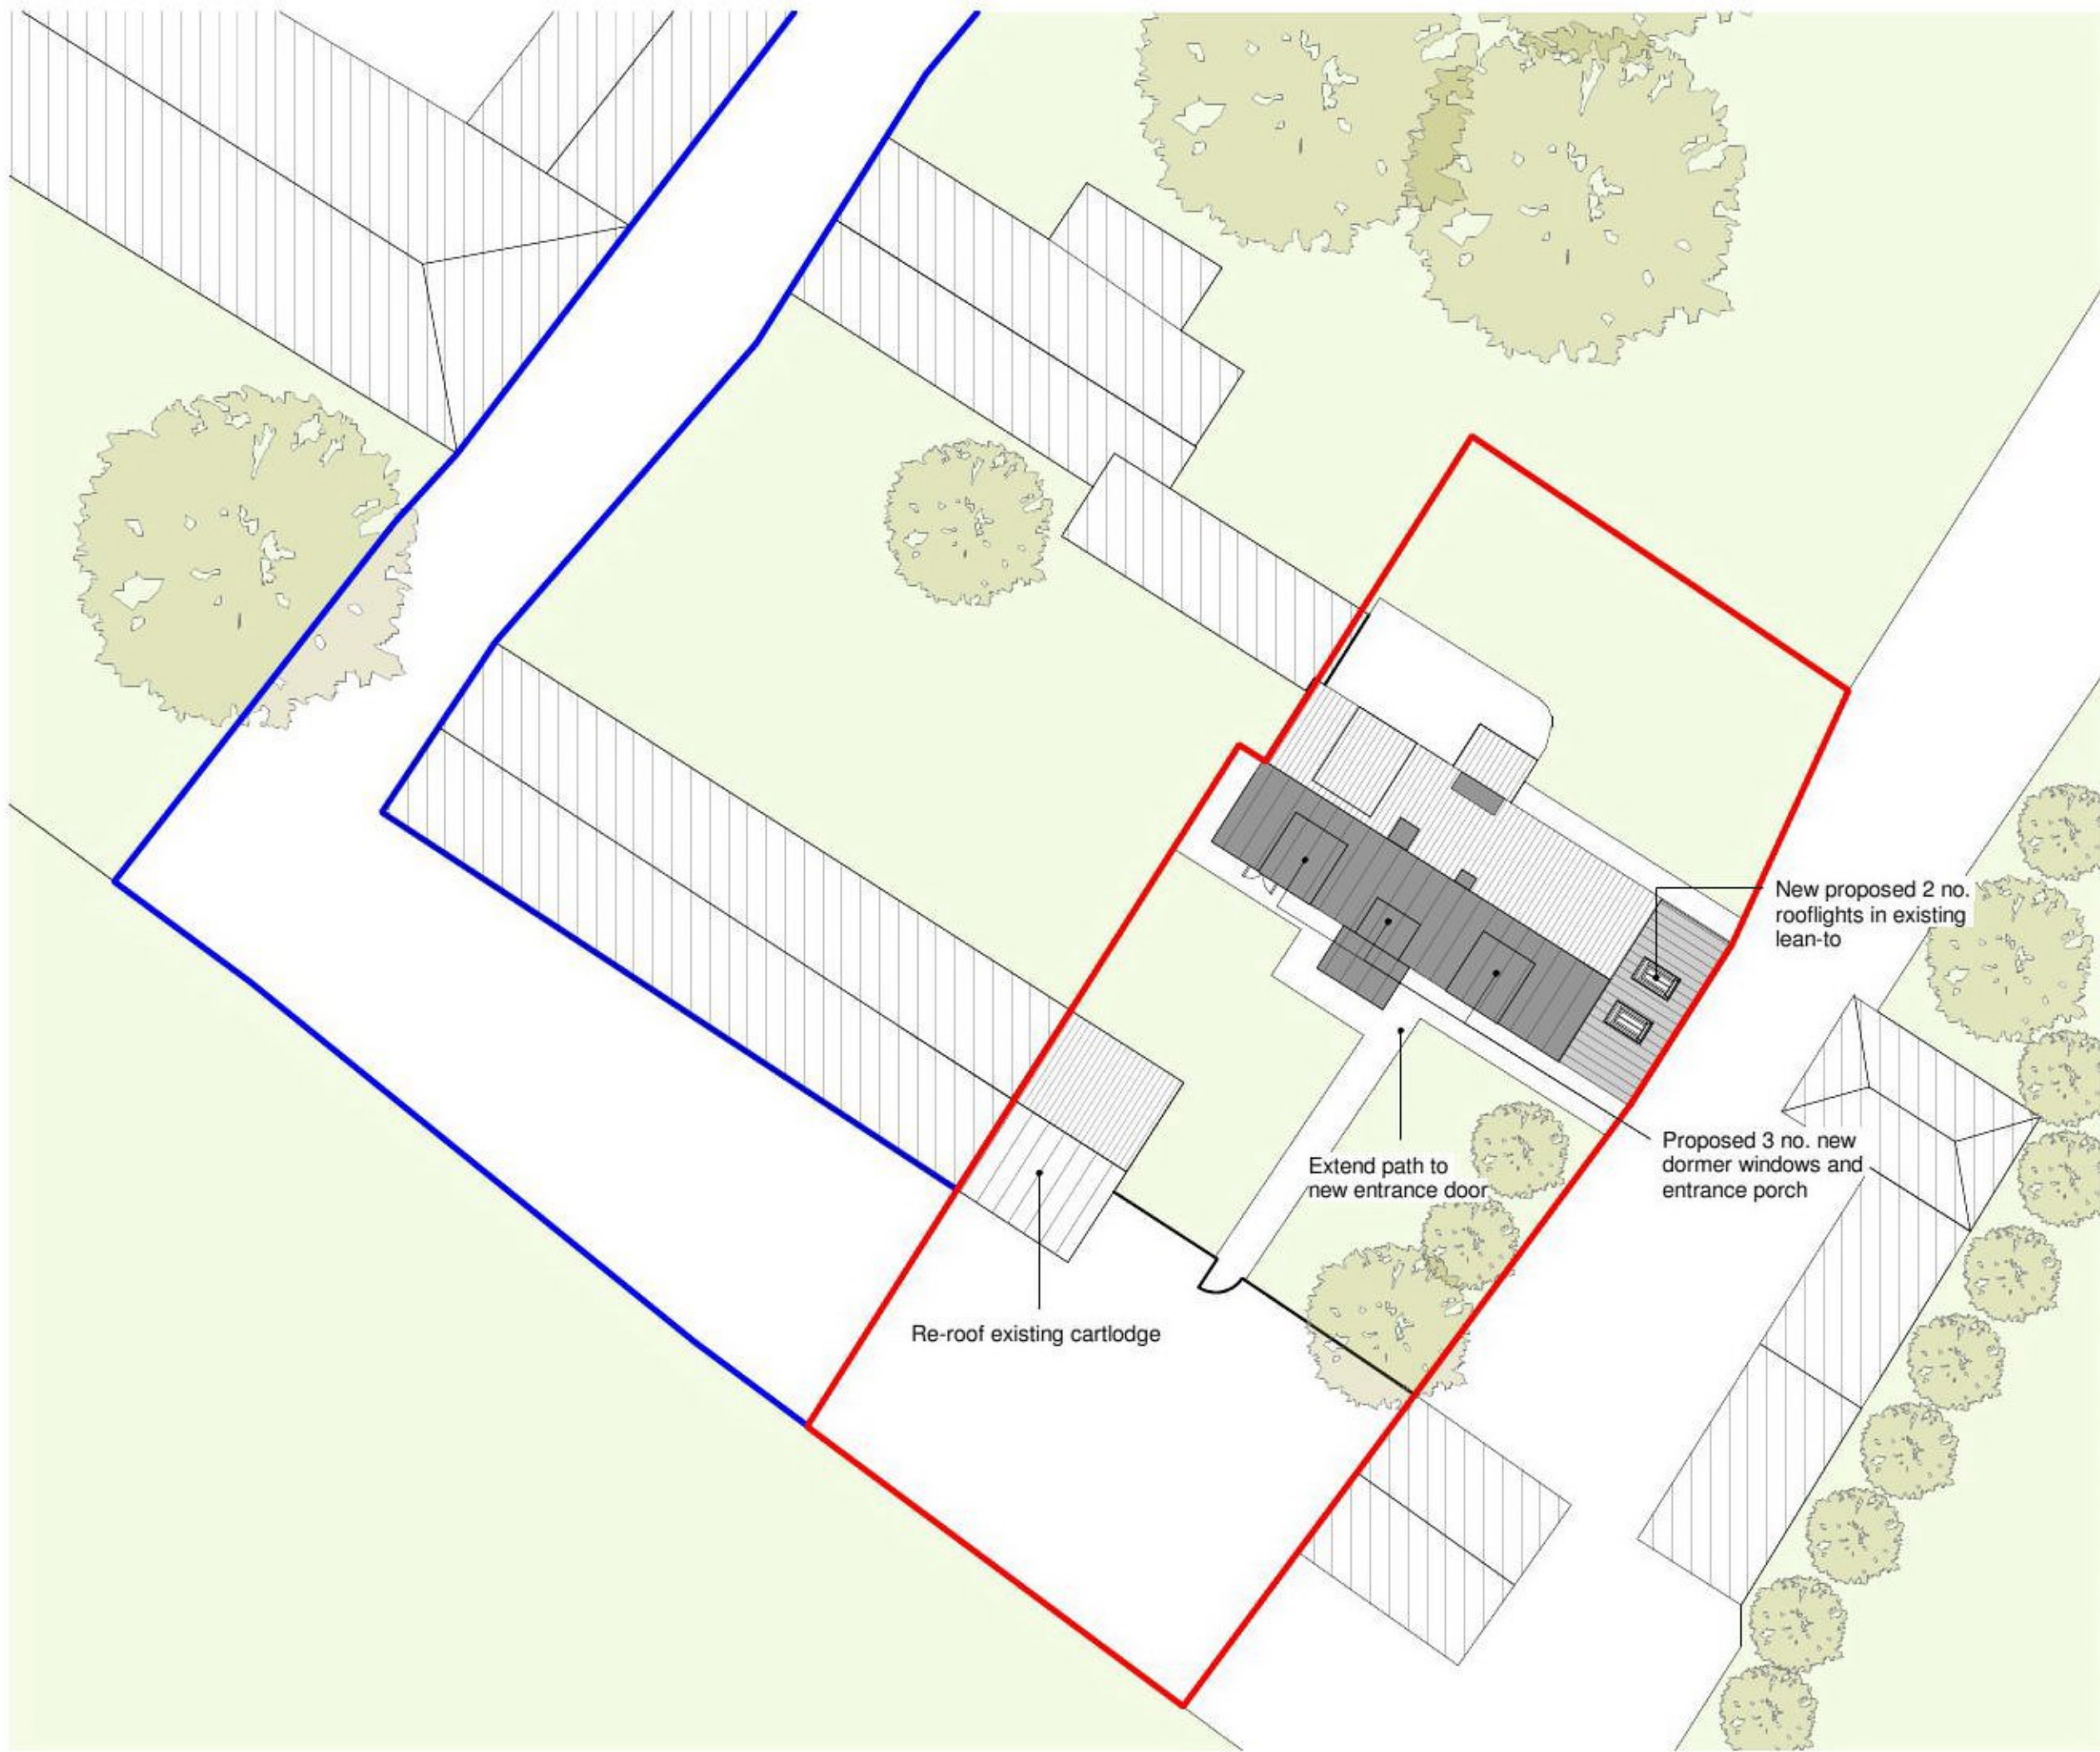 New proposed 2 no.
rooflights in existing
lean-to
Proposed 3 no. new
dormer windows and
entrance porch
Extend path to
new entrance door
Re-roof existing cartlodge